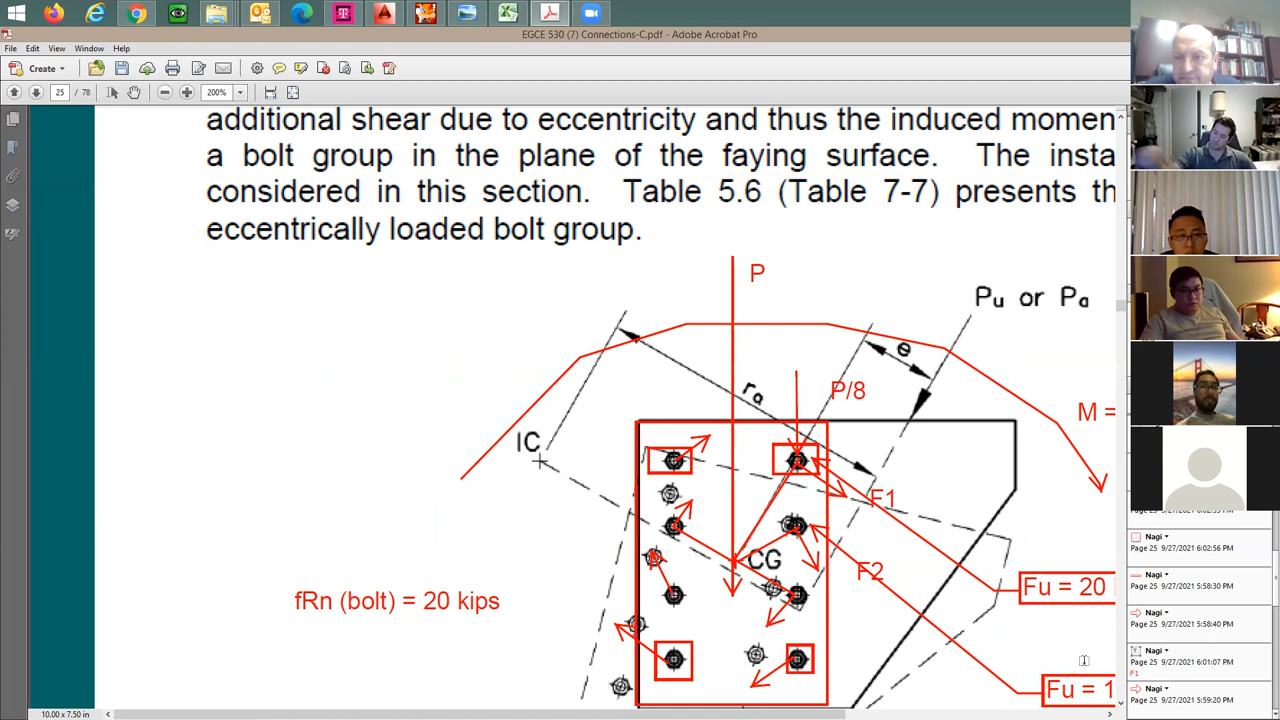 EGCE 530 (7) Connections-C.pdf - Adobe Acrobat Pro
File Edit View Window Help
Create
25 / 78 200%
additional shear due to eccentricity and thus the induced momen
a bolt group in the plane of the faying surface. The insta
considered in this section. Table 5.6 (Table 7-7) presents th
eccentrically loaded bolt group.
P
Pu or Pa
e
ra
P/8
M =
IC
F1
CG
F2
Fu = 20
fRn (bolt) = 20 kips
Fu = 1
Nagi
Page 25 9/27/2021 6:02:56 PM
Nagi
Page 25 9/27/2021 5:58:30 PM
Nagi
Page 25 9/27/2021 5:58:40 PM
Nagi
Page 25 9/27/2021 6:01:07 PM
F1
Nagi
Page 25 9/27/2021 5:59:20 PM
10.00 x 7.50 in